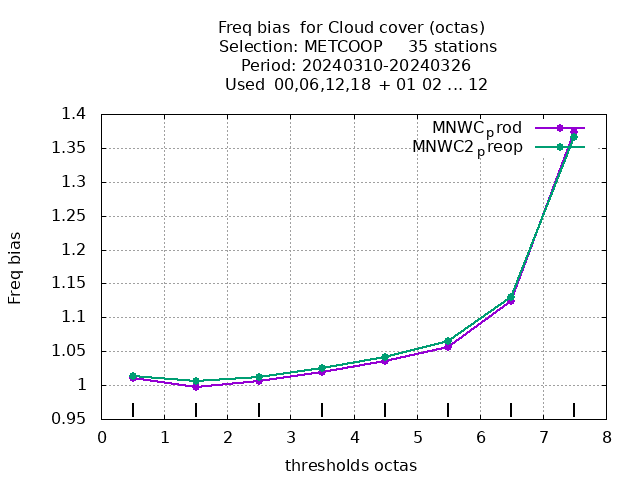 Freq bias for Cloud cover (octas)
Selection: METCOOP 35 stations
Period: 20240310-20240326
Used 00,06,12,18 + 01 02 ... 12
MNWCprod
MNWC2preop
1.4
1.35
1.3
1.25
1.2
1.15
1.1
1.05
1
0.95
Freq bias
0 1 2 3 4 5 6 7 8
thresholds octas